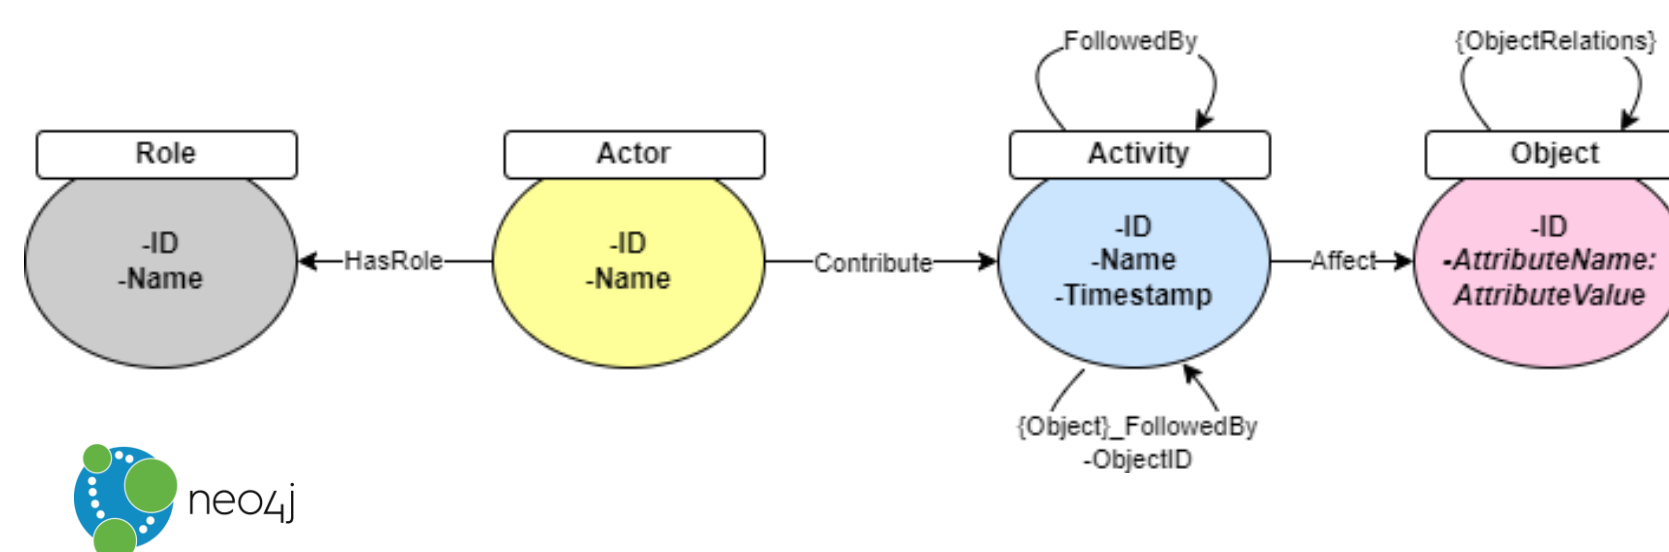 FollowedBy
{ObjectRelations}
Role
Actor
Activity
Object
-ID
-Name
HasRole
-ID
-Name
Contribute
-ID
-Name
-Timestamp
Affect
-ID
-AttributeName:
AttributeValue
{Object}_FollowedBy
-ObjectID
neo4j